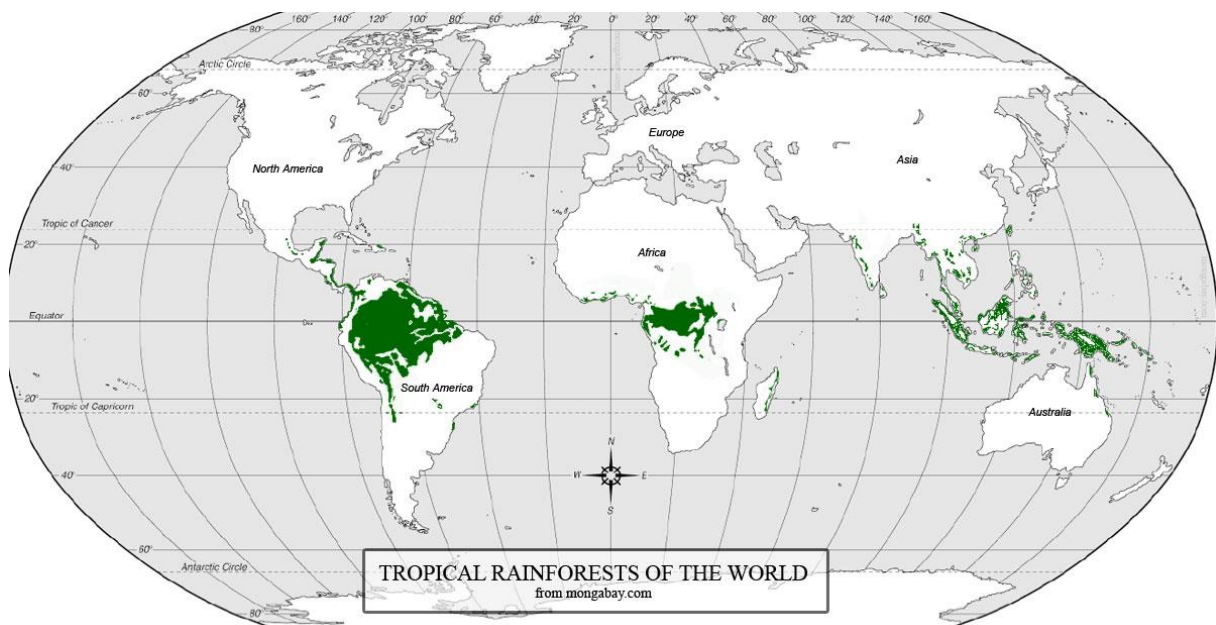 160 140 120 100 80 60 40 20 0° 20 40 60 80 100 120 140 160
80°
Arctic Circle
60°
Europe
North America
Asia
40°
Tropic of Cancer
20°
Africa
Equator
South America
20°
Tropic of Capricorn
Australia
N
W E
S
40°
60°
Antarctic Circle
TROPICAL RAINFORESTS OF THE WORLD
from mongabay.com
80°